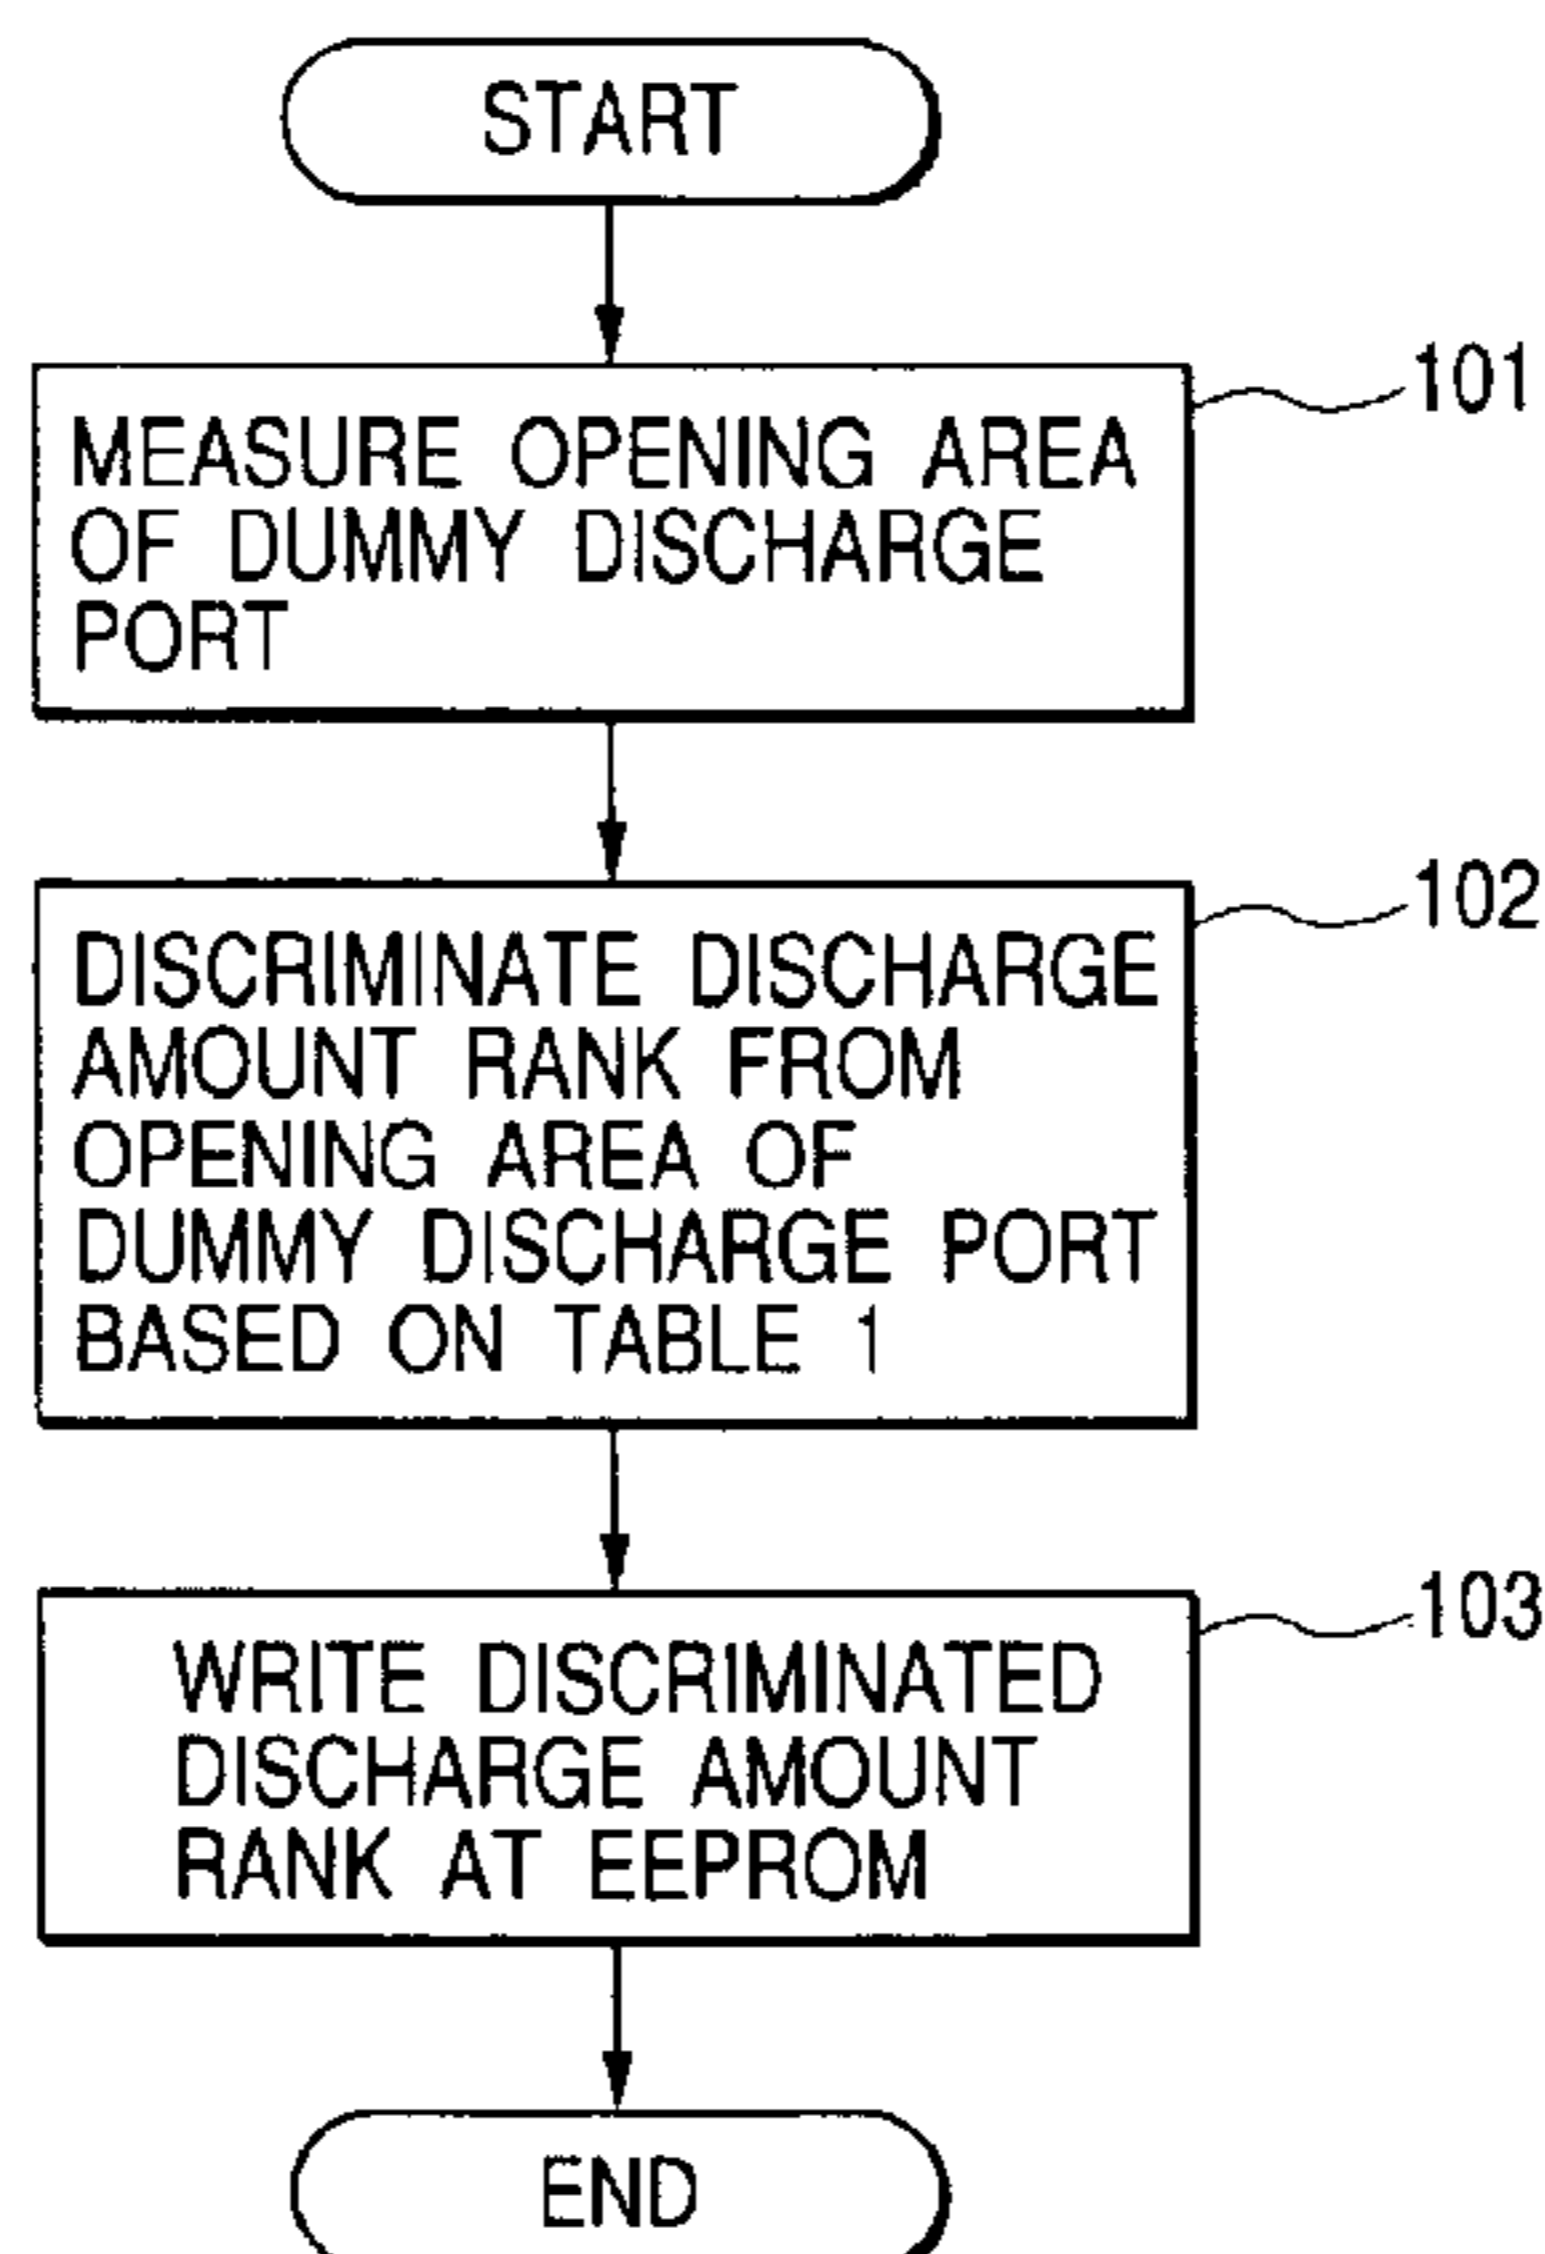 START
MEASURE OPENING AREA
OF DUMMY DISCHARGE
PORT
101
DISCRIMINATE DISCHARGE
AMOUNT RANK FROM
OPENING AREA OF
DUMMY DISCHARGE PORT
BASED ON TABLE 1
102
WRITE DISCRIMINATED
DISCHARGE AMOUNT
RANK AT EEPROM
103
END